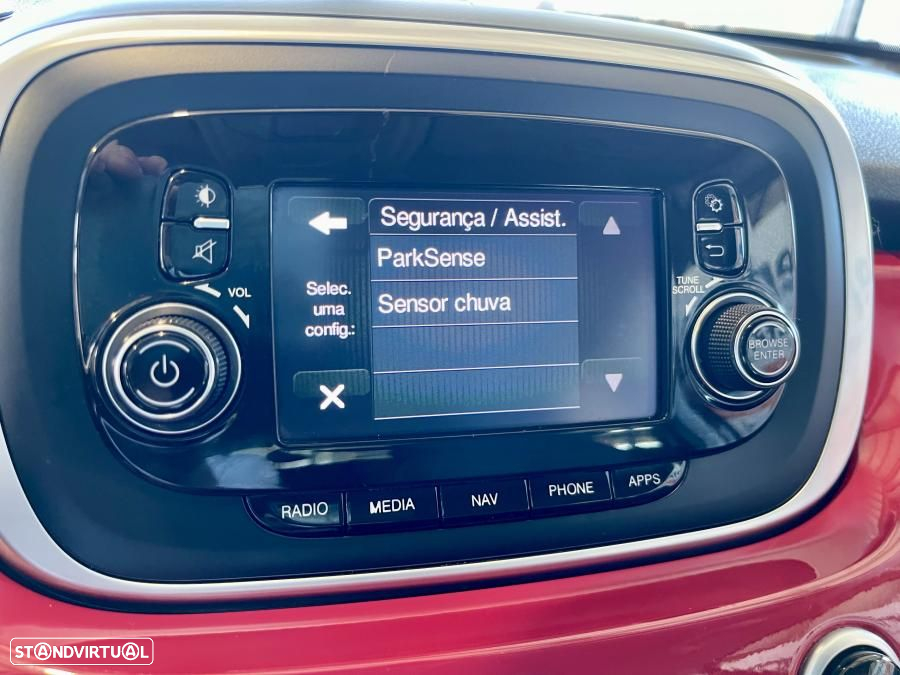 Segurança / Assist.
ParkSense
Sensor chuva
Selec.
uma
config.:
VOL
TUNE
SCROLL
BROWSE
ENTER
RADIO
MEDIA
NAV
PHONE
APPS
STANDVIRTUAL